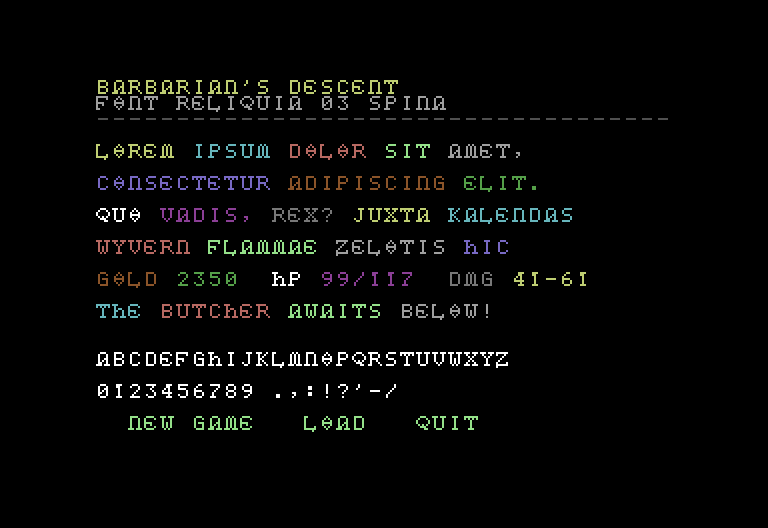 BARBARIAN'S DESCENT
FONT RELIQUIA 03 SPINA
------------------------------------
LOREM IPSUM DOLOR SIT AMET,
CONSECTETUR ADIPISCING ELIT.
QUO VADIS, REX? JUXTA KALENDAS
WYVERN FLAMMAE ZELOTIS hIC
GOLD 2350 hP 99/117 DMG 41-61
ThE BUTChER AWAITS BELOW!
ABCDEFGhIJKLMNOPQRSTUVWXYZ
0123456789 .,:!?'-/
NEW GAME LOAD QUIT